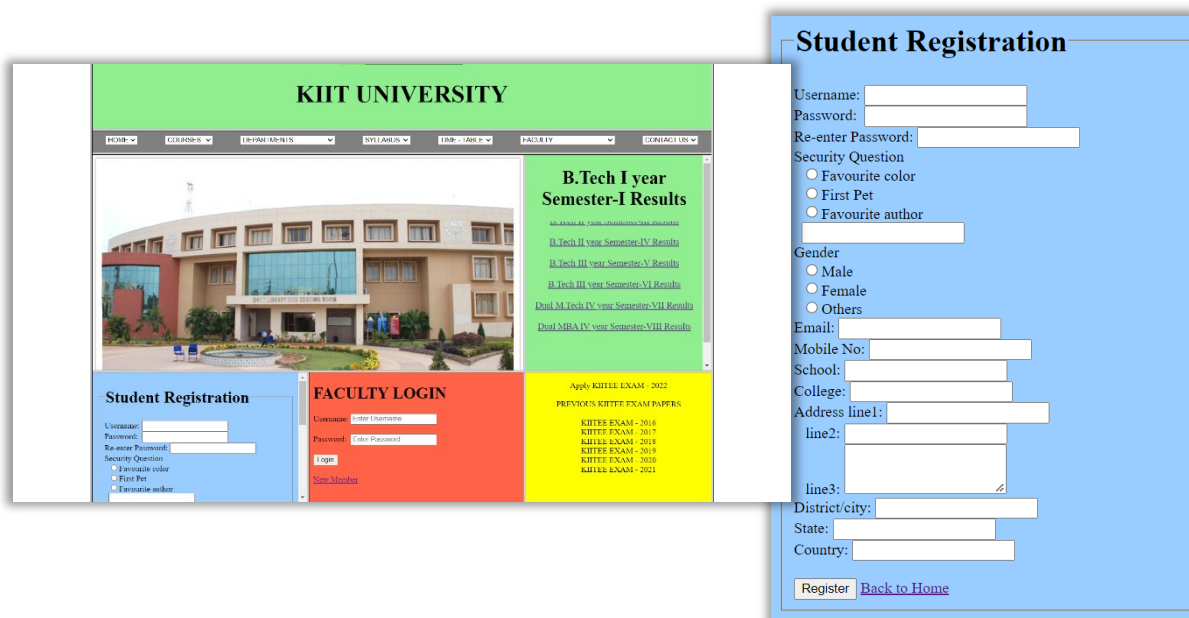 KIIT UNIVERSITY
HOME COURSES DEPARTMENTS SYLLABUS TIME - TABLE FACULTY CONTACT US
B.Tech I year
Semester-I Results
B.Tech II year Semester-III Results
B.Tech II year Semester-IV Results
B.Tech III year Semester-V Results
B.Tech III year Semester-VI Results
Dual M.Tech IV year Semester-VII Results
Dual MBA IV year Semester-VIII Results
Student Registration
Username:
Password:
Re-enter Password:
Security Question
Favourite color
First Pet
Favourite author
FACULTY LOGIN
Username: Enter Username
Password: Enter Password
Login
New Member
Apply KIITEE EXAM - 2022
PREVIOUS KIITEE EXAM PAPERS
KIITEE EXAM - 2016
KIITEE EXAM - 2017
KIITEE EXAM - 2018
KIITEE EXAM - 2019
KIITEE EXAM - 2020
KIITEE EXAM - 2021
Student Registration
Username:
Password:
Re-enter Password:
Security Question
Favourite color
First Pet
Favourite author
Gender
Male
Female
Others
Email:
Mobile No:
School:
College:
Address line1:
line2:
line3:
District/city:
State:
Country:
Register Back to Home